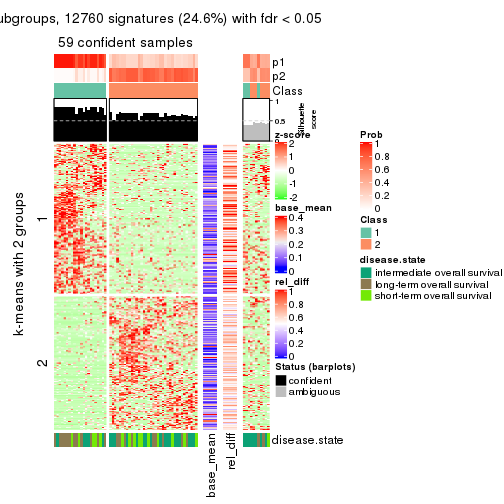 ubgroups, 12760 signatures (24.6%) with fdr < 0.05
59 confident samples
p1
p2
Class
1
0.5
0
Silhouette
score
z-score
2
1
0
-1
-2
base_mean
0.4
0.3
0.2
0.1
0
rel_diff
1
0.8
0.6
0.4
0.2
0
Status (barplots)
confident
ambiguous
Prob
1
0.8
0.6
0.4
0.2
0
Class
1
2
disease.state
intermediate overall survival
long-term overall survival
short-term overall survival
k-means with 2 groups
1
2
disease.state
base_mean
rel_diff